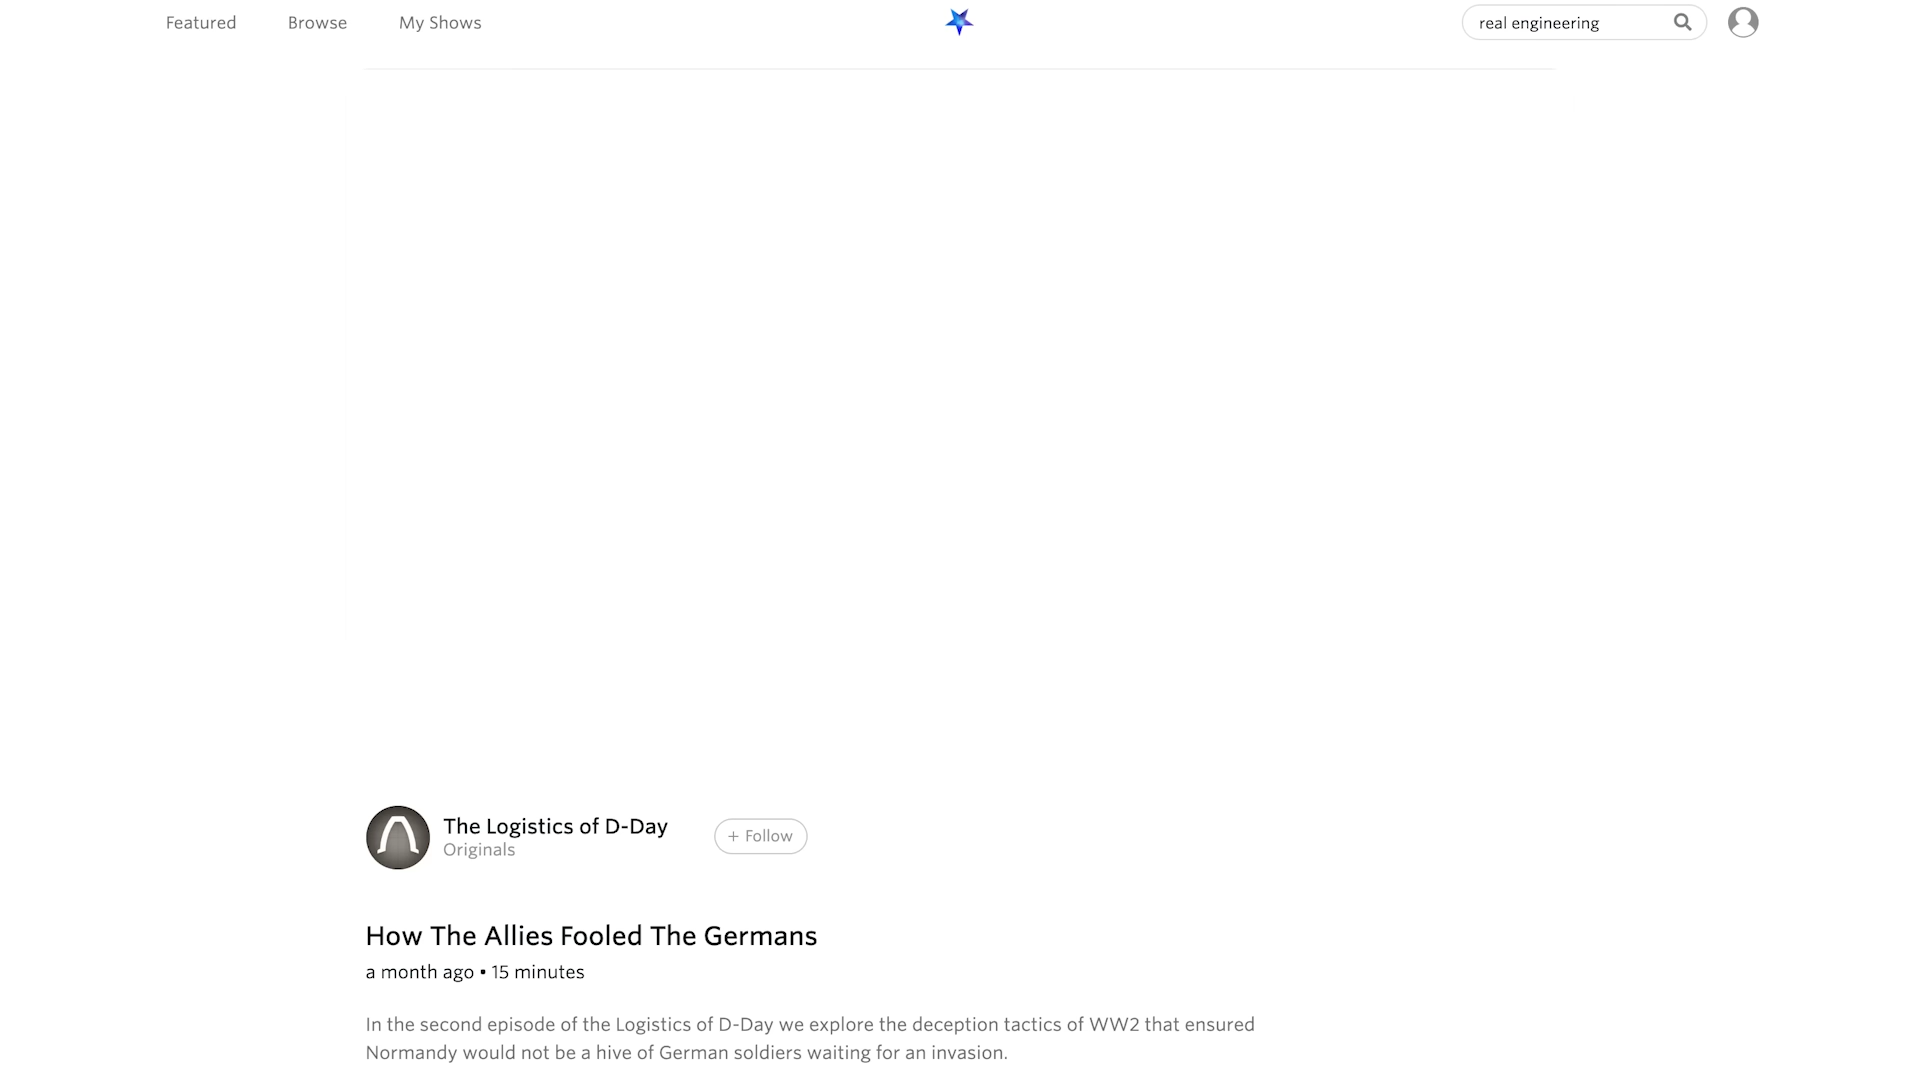 Featured
Browse
My Shows
real engineering
The Logistics of D-Day
Originals
+ Follow
How The Allies Fooled The Germans
a month ago • 15 minutes
In the second episode of the Logistics of D-Day we explore the deception tactics of WW2 that ensured
Normandy would not be a hive of German soldiers waiting for an invasion.